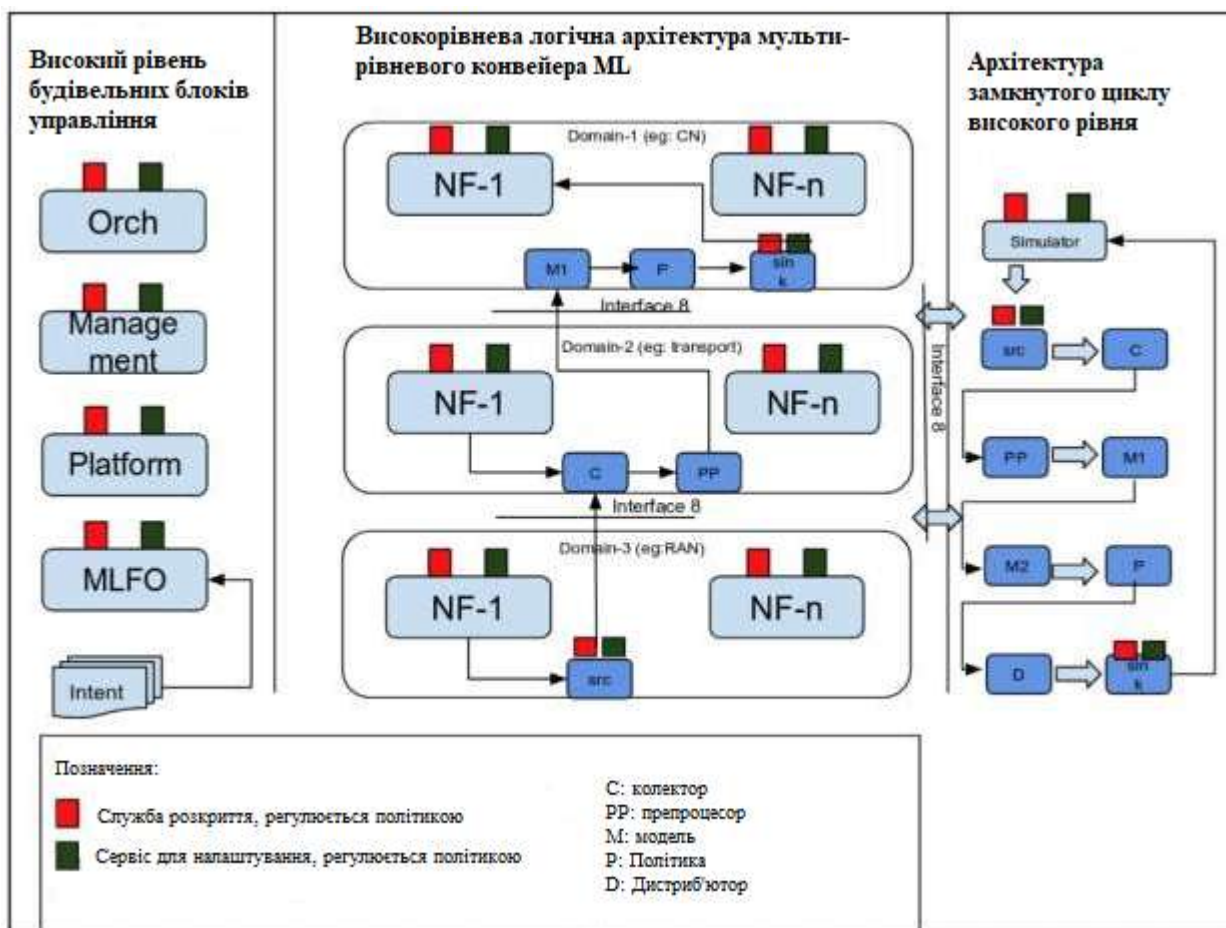 Високий рівень
будівельних блоків
управління
Orch
Manage
ment
Platform
MLFO
Intent
Високорівнева логічна архітектура мульти-
рівневого конвейера ML
Domain-1 (eg: CN)
NF-1
NF-n
M1
P
sin
k
Interface 8
Domain-2 (eg: transport)
NF-1
NF-n
C
PP
Interface 8
Domain-3 (eg:RAN)
NF-1
NF-n
src
Архітектура
замкнутого циклу
високого рівня
Simulator
src
C
Interface 8
PP
M1
M2
P
D
sin
k
Позначення:
Служба розкриття, регулюється політикою
Сервіс для налаштування, регулюється політикою
C: колектор
PP: препроцесор
M: модель
P: Політика
D: Дистриб'ютор